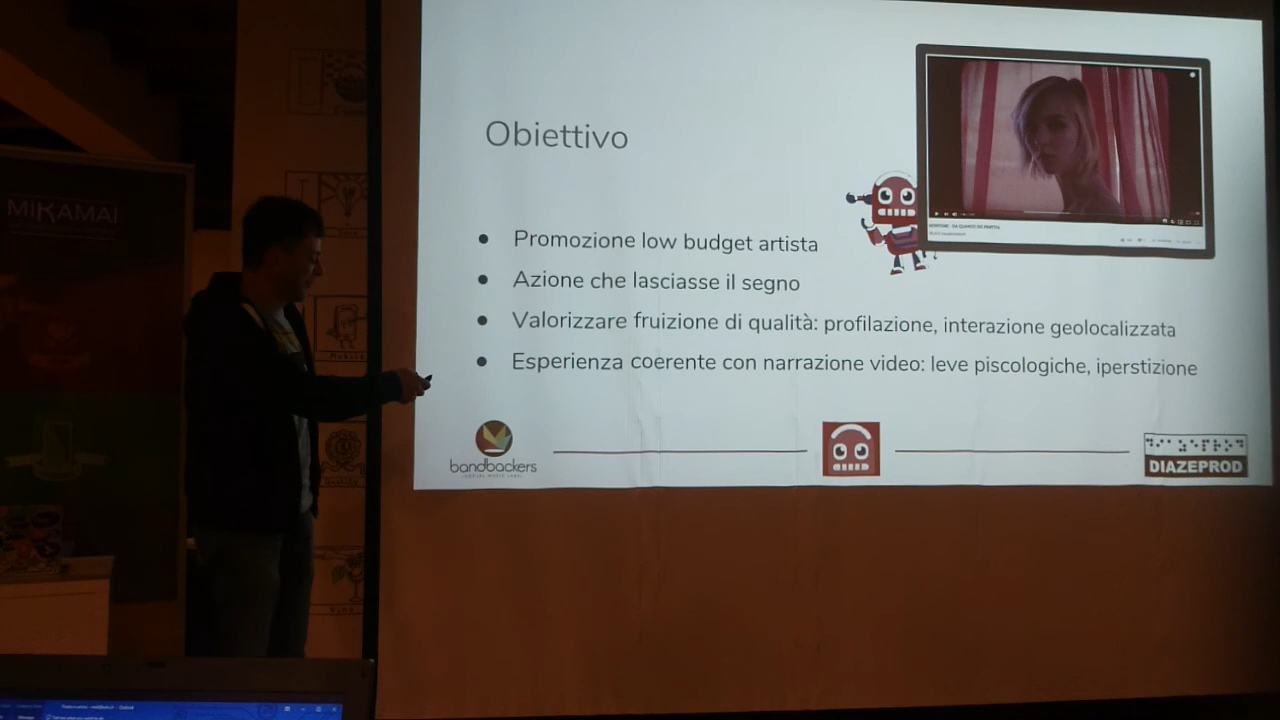 MIKAMAI
Obiettivo
● Promozione low budget artista
● Azione che lasciasse il segno
● Valorizzare fruizione di qualità: profilazione, interazione geolocalizzata
● Esperienza coerente con narrazione video: leve piscologiche, iperstizione
bandbackers
DIAZEPROD
Mobile